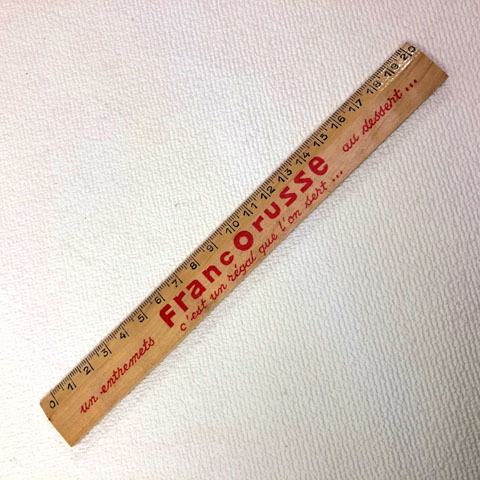 0 1 2 3 4 5 6 7 8 9 10 11 12 13 14 15 16 17 18 19 20
un entremets FrancOrusse au dessert...
c'est un régal que l'on sert...